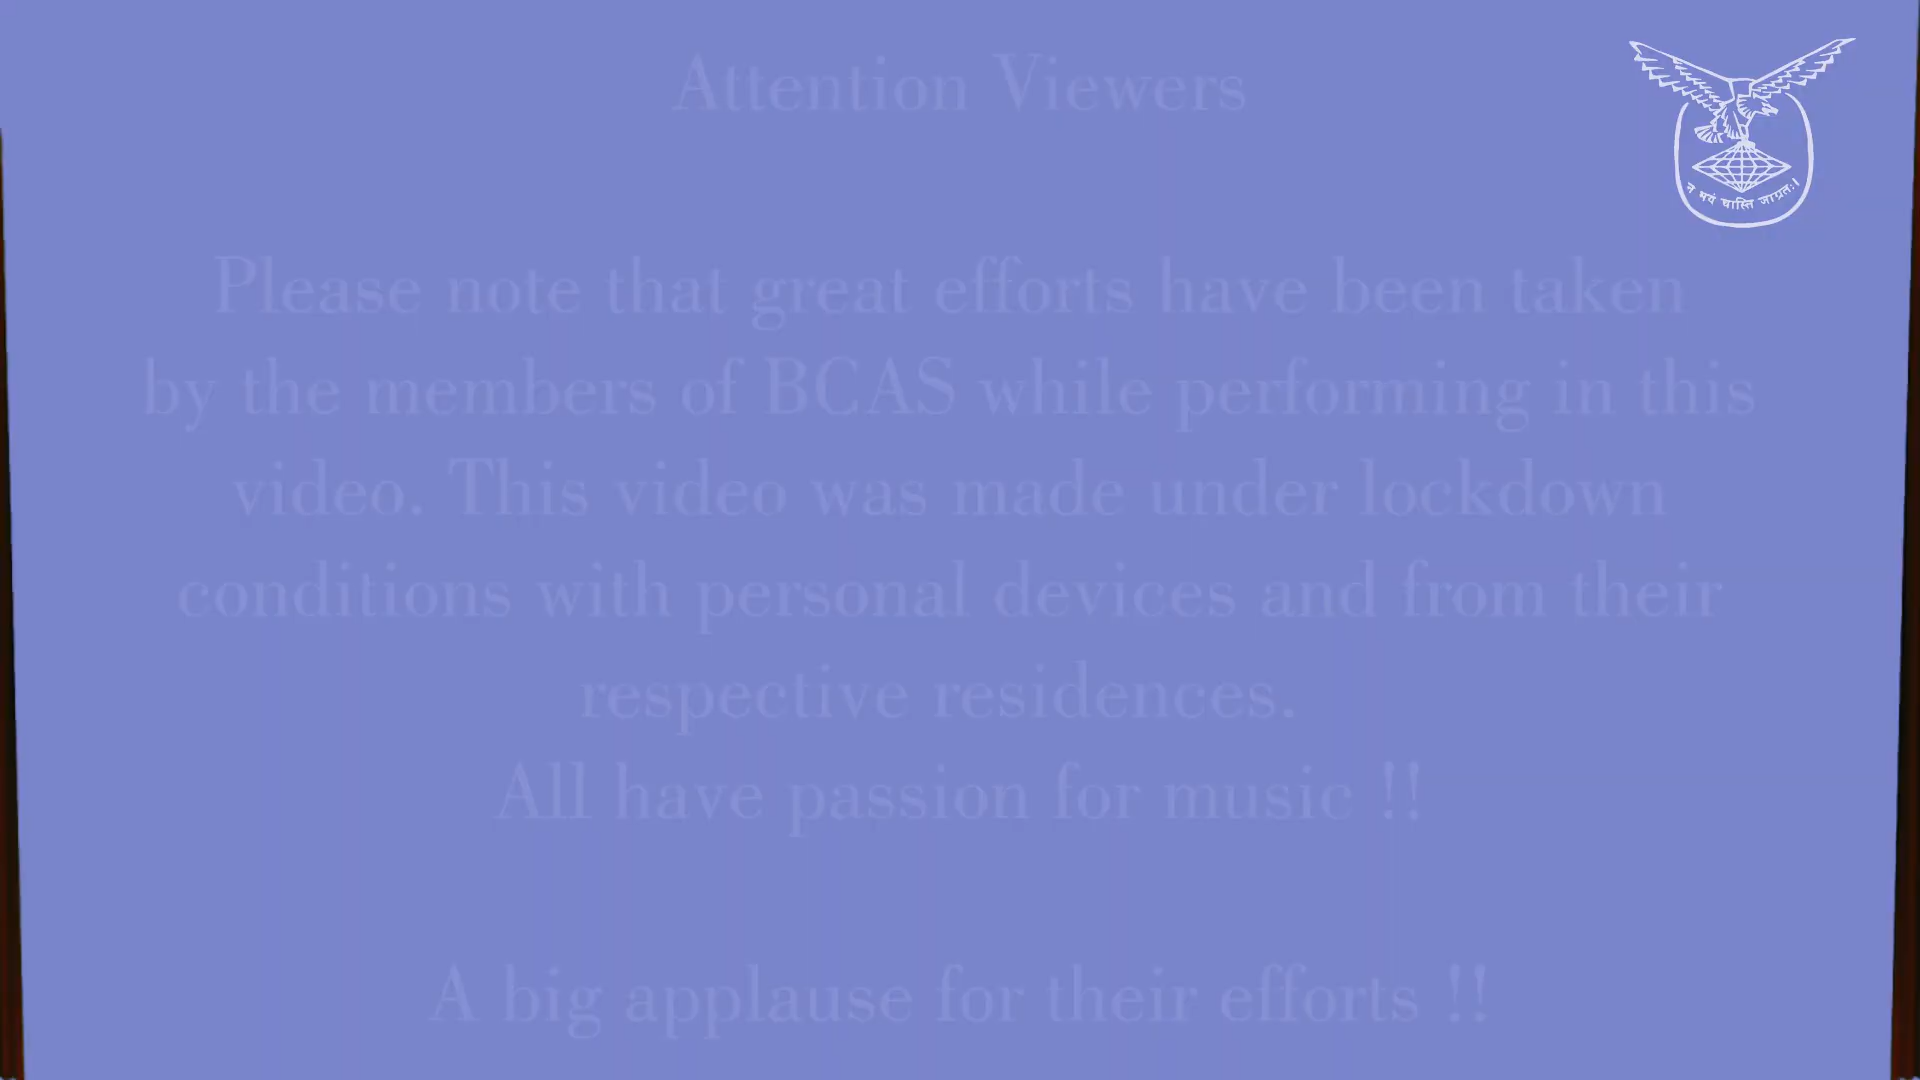 Attention Viewers
न भयं चास्ति जाग्रतः।
Please note that great efforts have been taken
by the members of BCAS while performing in this
video. This video was made under lockdown
conditions with personal devices and from their
respective residences.
All have passion for music !!
A big applause for their efforts !!